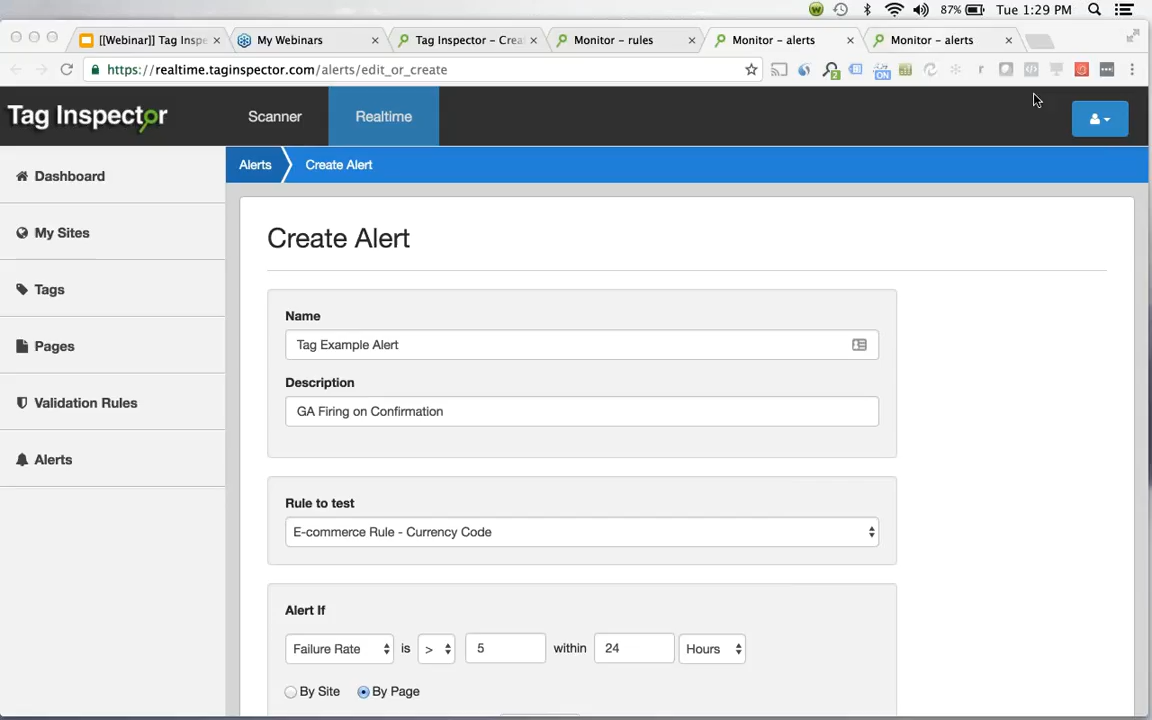 87% Tue 1:29 PM
[[Webinar]] Tag Inspe
My Webinars
Tag Inspector – Crea
Monitor – rules
Monitor – alerts
Monitor – alerts
https://realtime.taginspector.com/alerts/edit_or_create
2
ON
r
Tag Inspector
Scanner
Realtime
Dashboard
My Sites
Tags
Pages
Validation Rules
Alerts
Alerts
Create Alert
Create Alert
Name
Tag Example Alert
Description
GA Firing on Confirmation
Rule to test
E-commerce Rule - Currency Code
Alert If
Failure Rate is > 5 within 24 Hours
By Site By Page